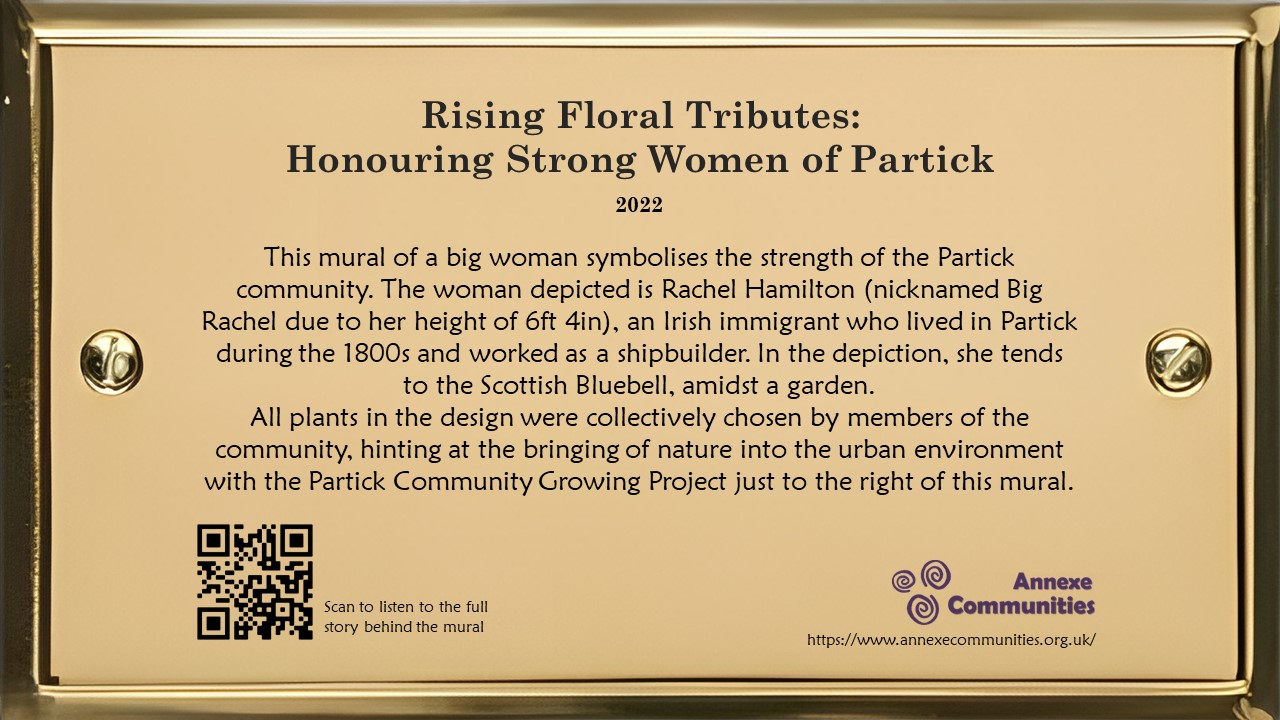 Rising Floral Tributes:
Honouring Strong Women of Partick
2022
This mural of a big woman symbolises the strength of the Partick
community. The woman depicted is Rachel Hamilton (nicknamed Big
Rachel due to her height of 6ft 4in), an Irish immigrant who lived in Partick
during the 1800s and worked as a shipbuilder. In the depiction, she tends
to the Scottish Bluebell, amidst a garden.
All plants in the design were collectively chosen by members of the
community, hinting at the bringing of nature into the urban environment
with the Partick Community Growing Project just to the right of this mural.
Scan to listen to the full
story behind the mural
Annexe
Communities
https://www.annexecommunities.org.uk/